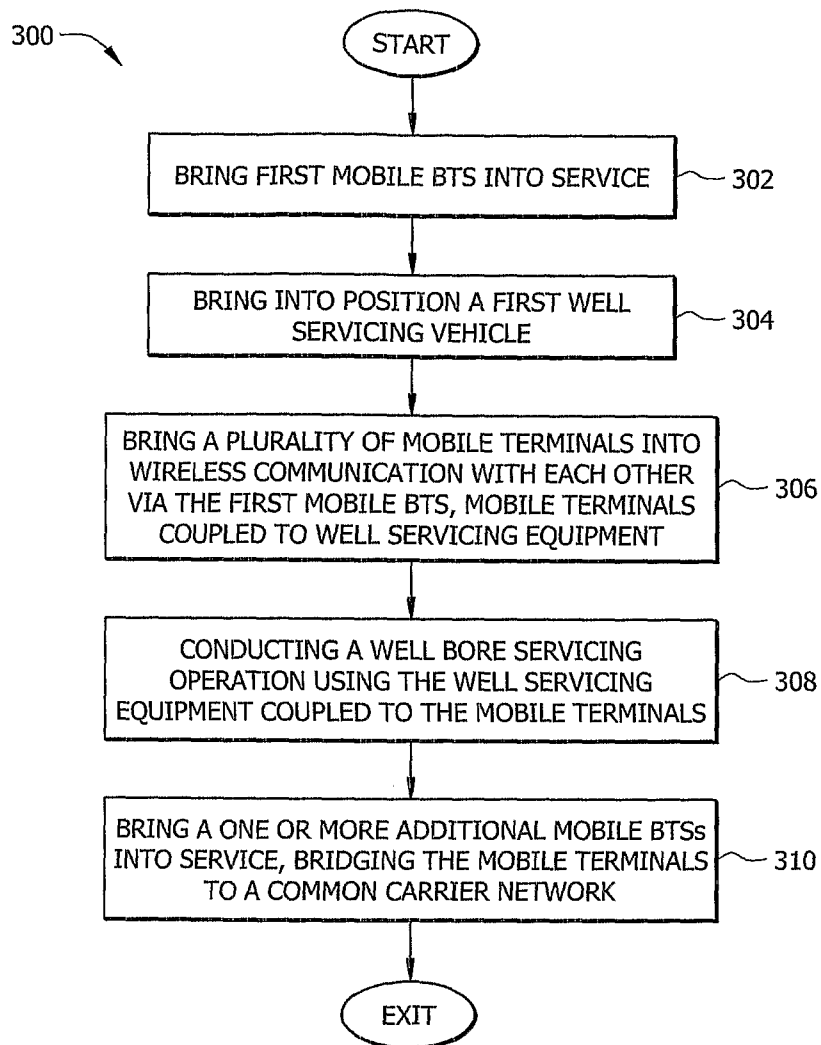 300
START
BRING FIRST MOBILE BTS INTO SERVICE
302
BRING INTO POSITION A FIRST WELL
SERVICING VEHICLE
304
BRING A PLURALITY OF MOBILE TERMINALS INTO
WIRELESS COMMUNICATION WITH EACH OTHER
VIA THE FIRST MOBILE BTS, MOBILE TERMINALS
COUPLED TO WELL SERVICING EQUIPMENT
306
CONDUCTING A WELL BORE SERVICING
OPERATION USING THE WELL SERVICING
EQUIPMENT COUPLED TO THE MOBILE TERMINALS
308
BRING A ONE OR MORE ADDITIONAL MOBILE BTSs
INTO SERVICE, BRIDGING THE MOBILE TERMINALS
TO A COMMON CARRIER NETWORK
310
EXIT